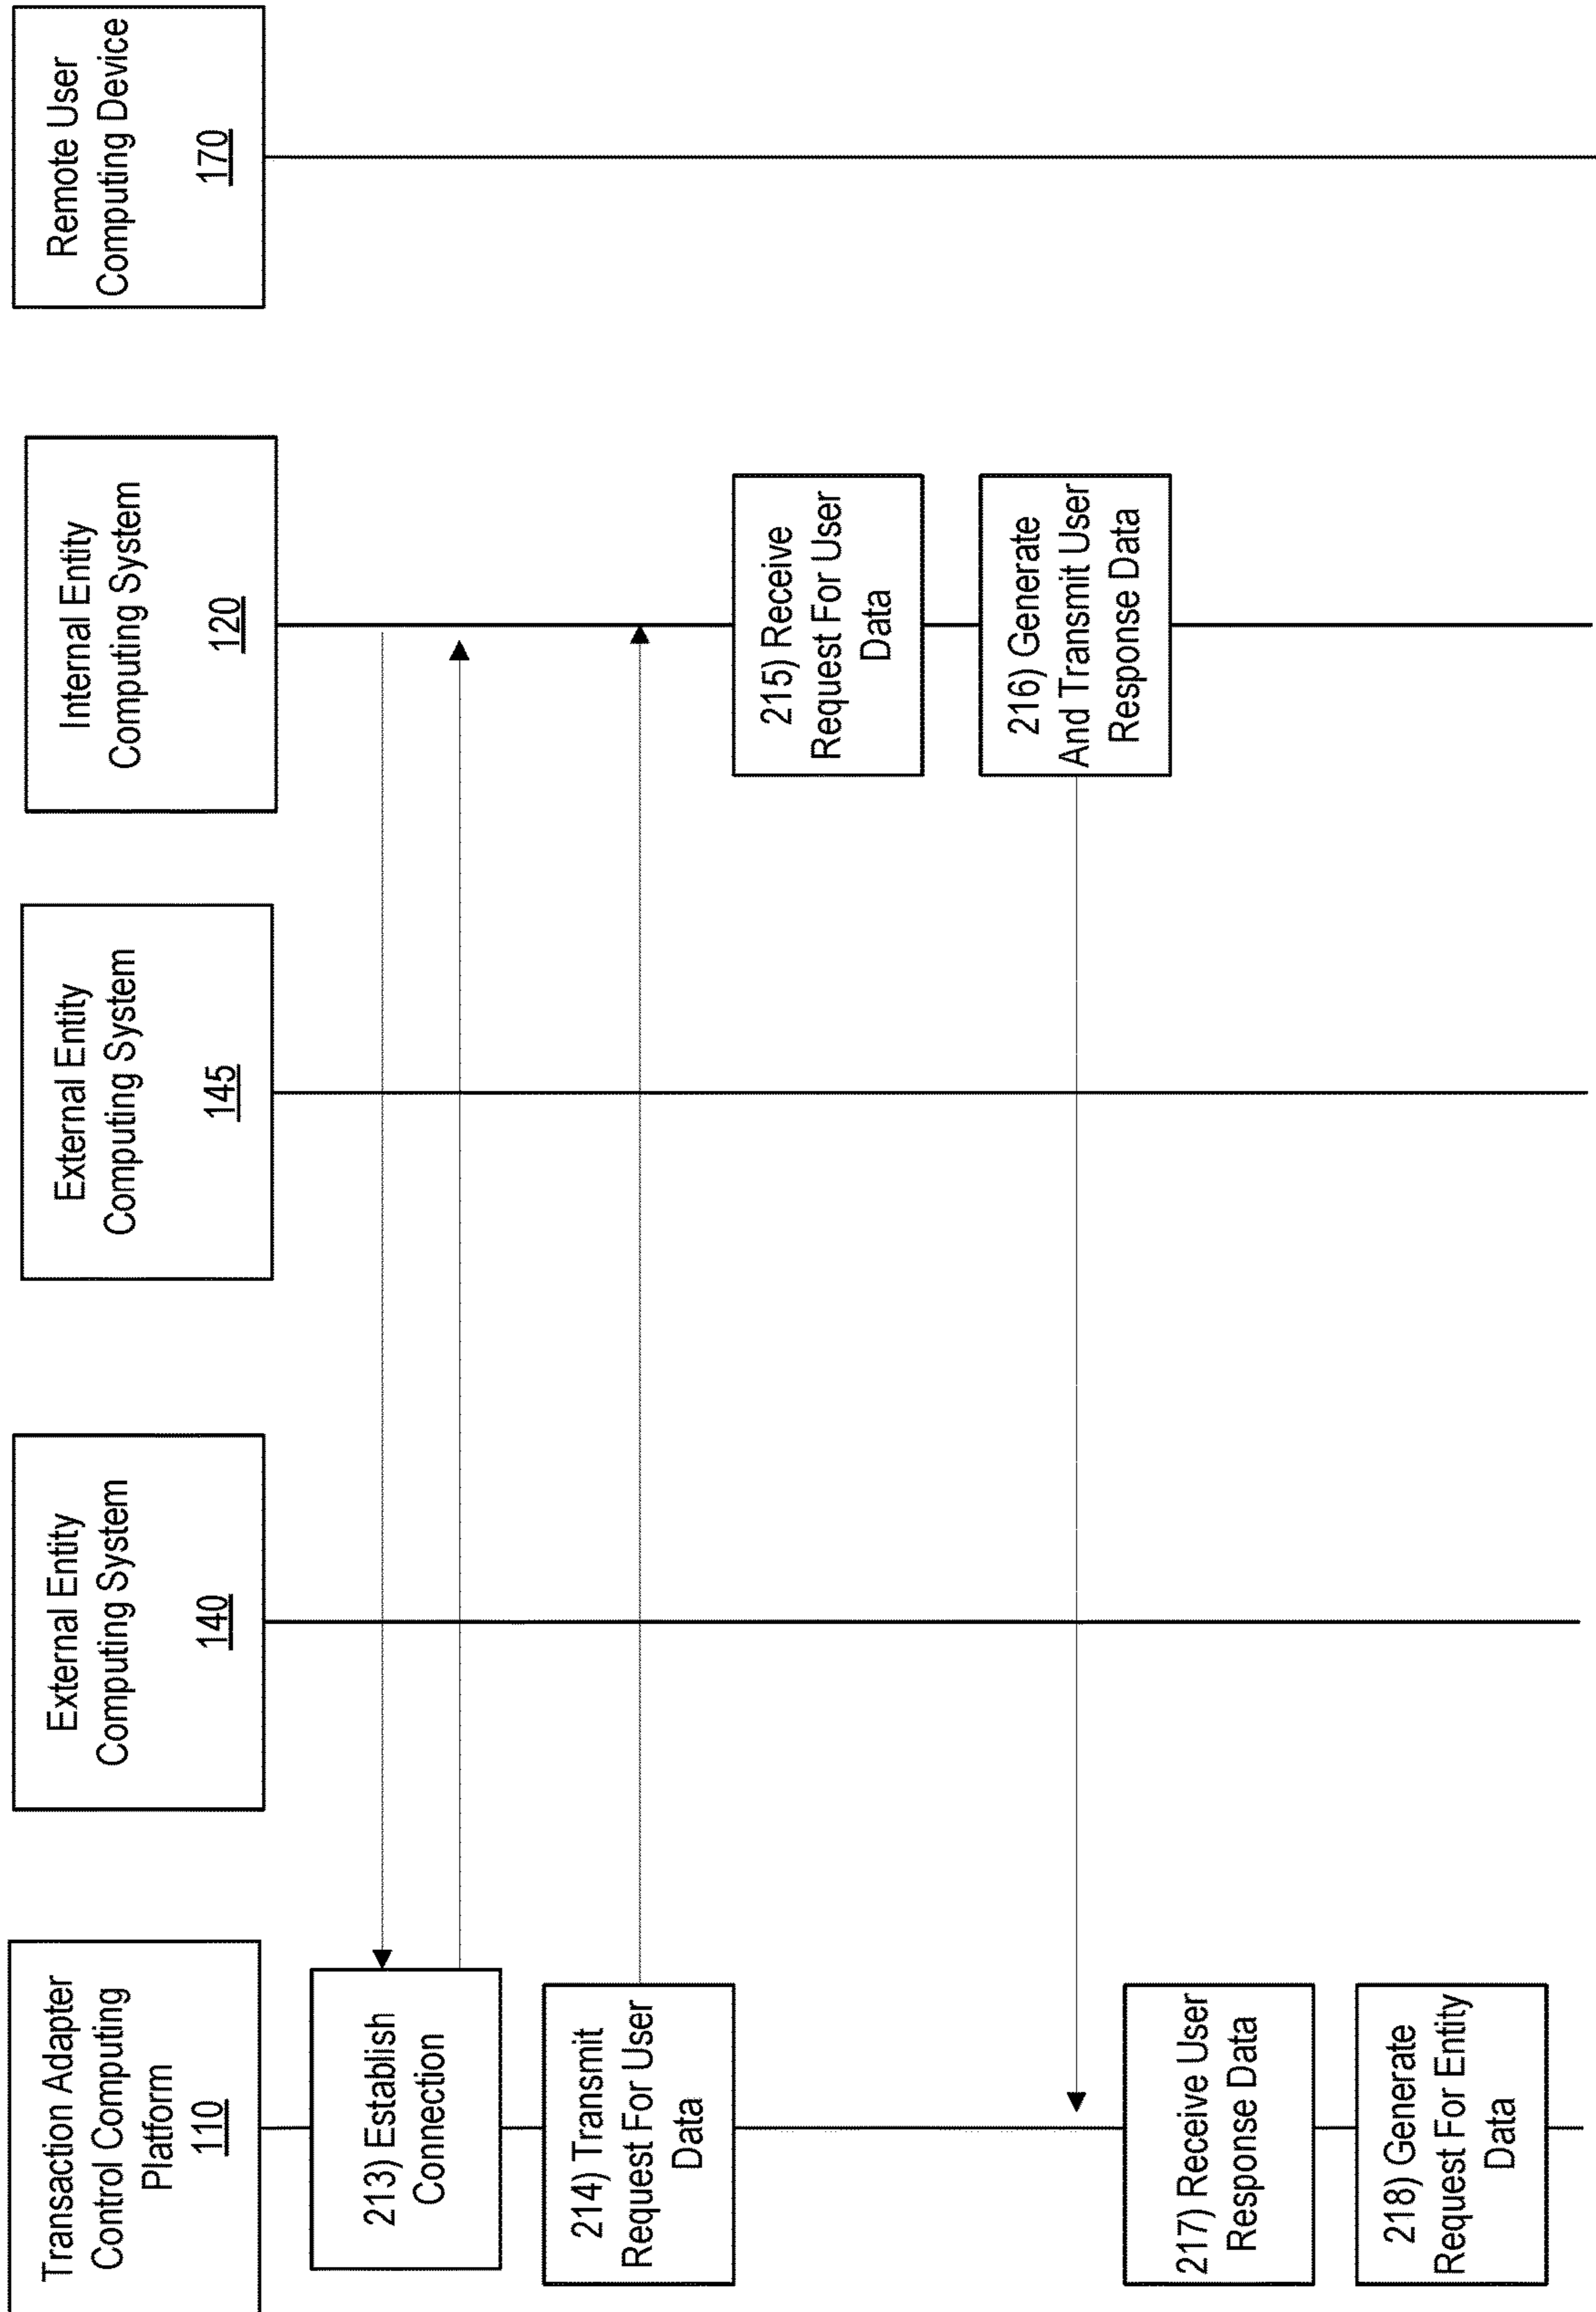 Transaction Adapter
Control Computing
Platform
110
External Entity
Computing System
140
External Entity
Computing System
145
Internal Entity
Computing System
120
Remote User
Computing Device
170
213) Establish
Connection
214) Transmit
Request For User
Data
215) Receive
Request For User
Data
216) Generate
And Transmit User
Response Data
217) Receive User
Response Data
218) Generate
Request For Entity
Data